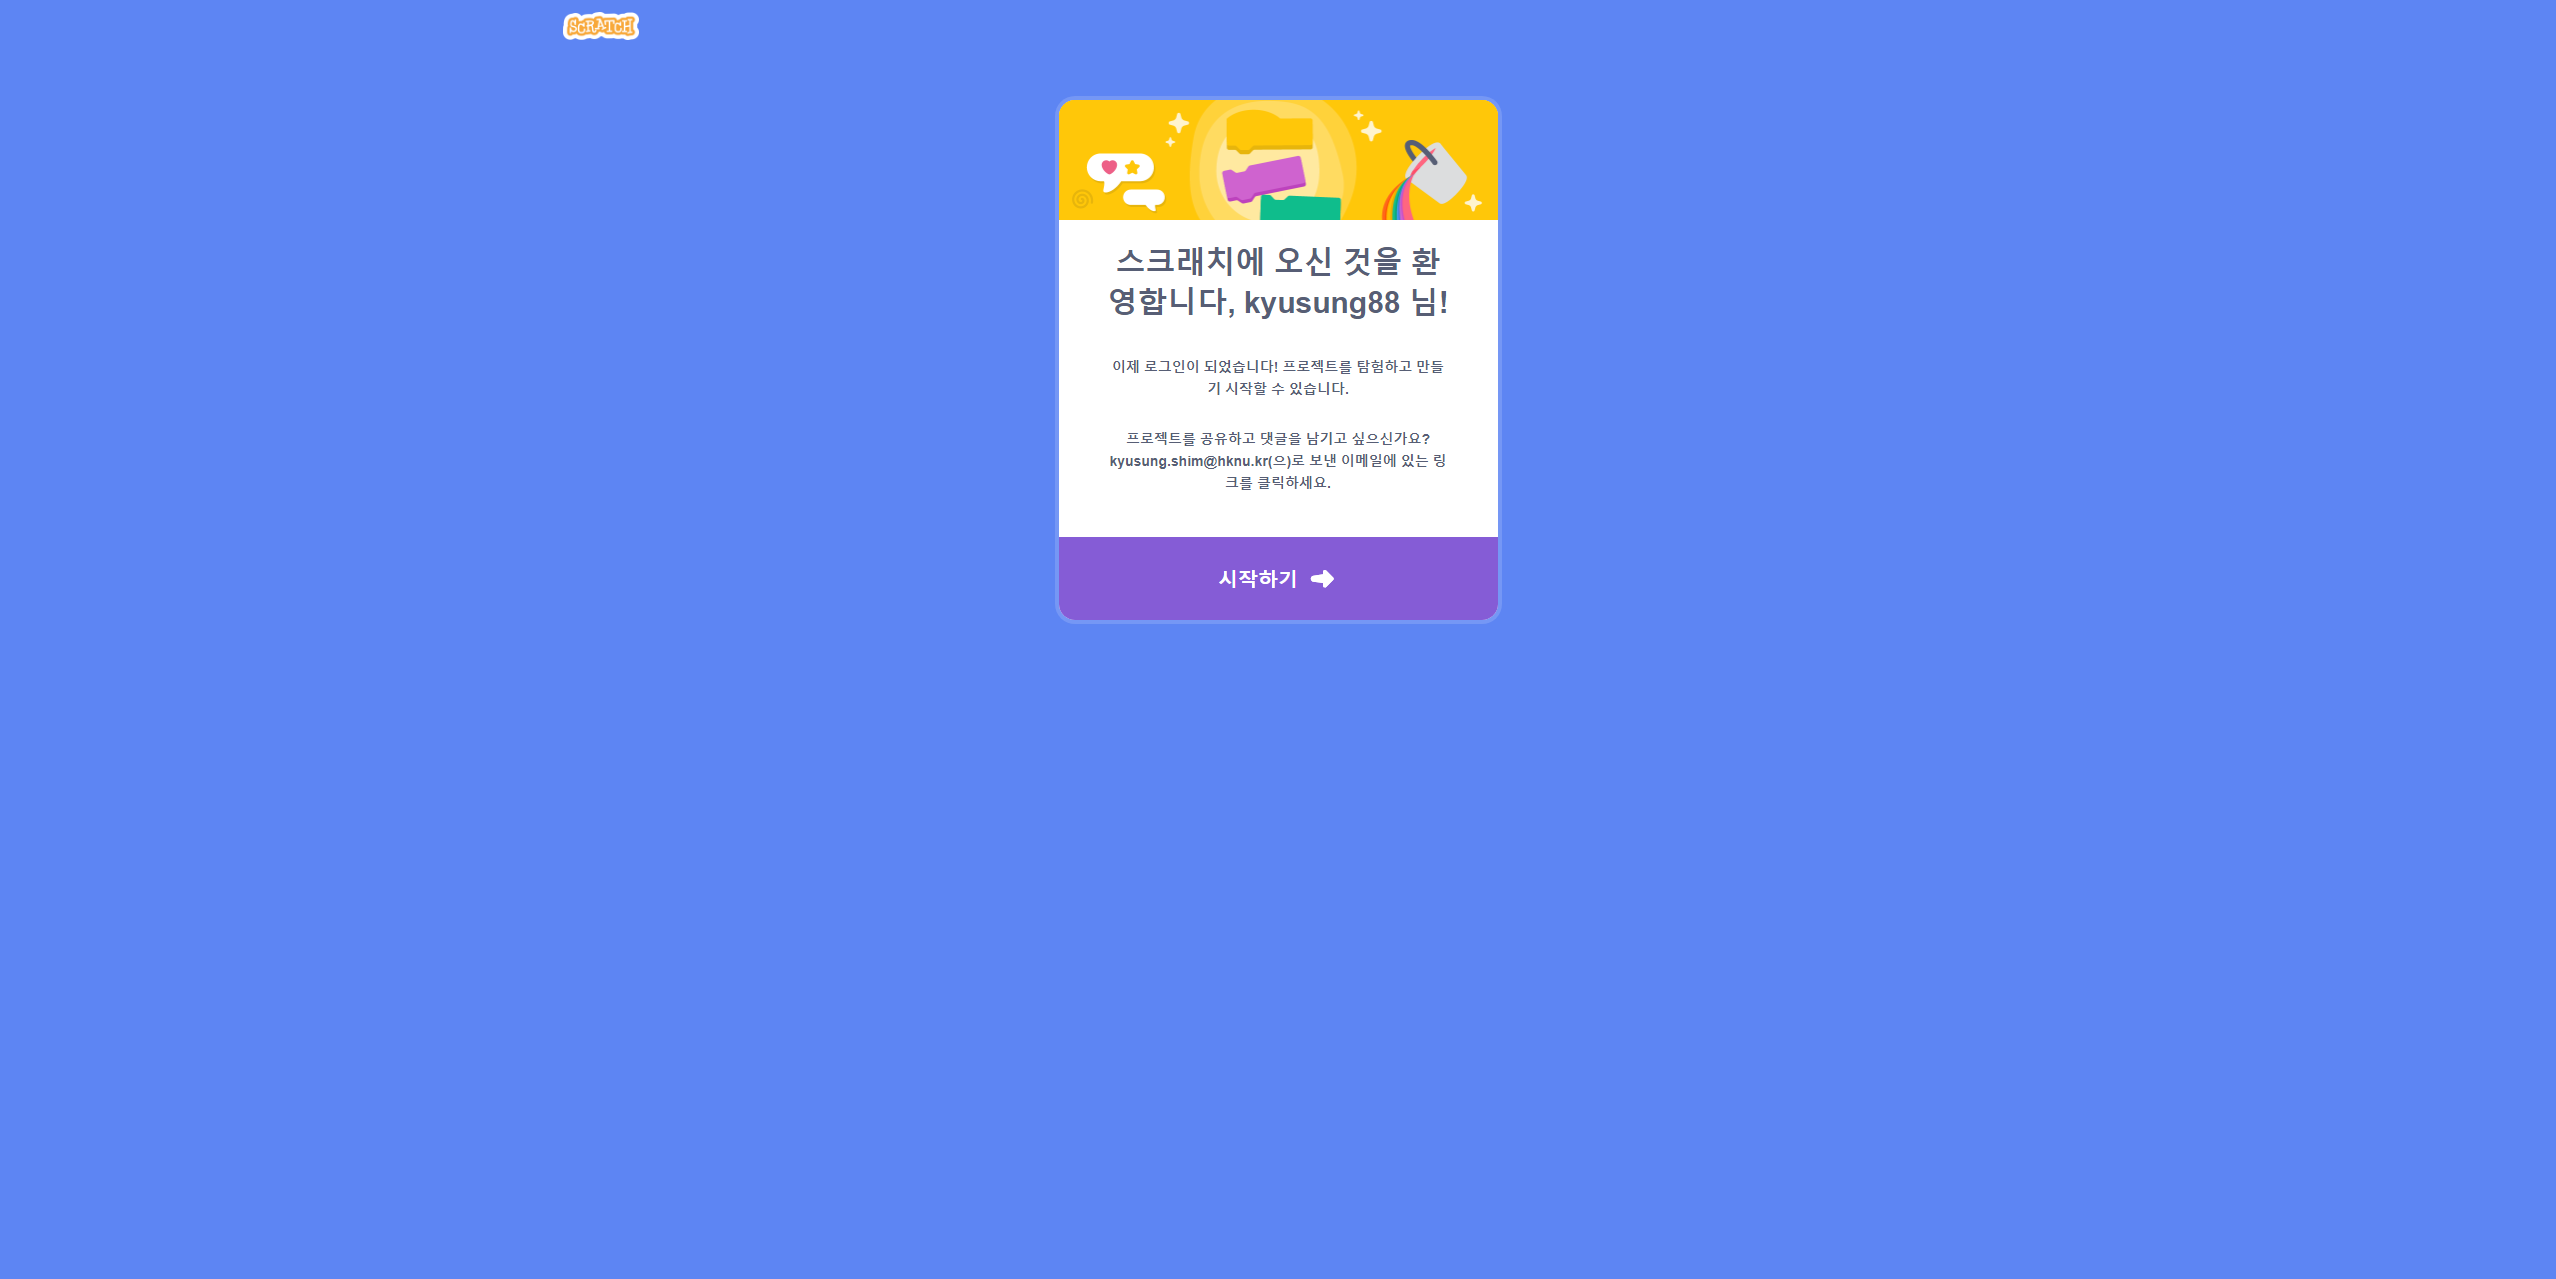 SCRATCH
스크래치에 오신 것을 환
영합니다, kyusung88 님!
이제 로그인이 되었습니다! 프로젝트를 탐험하고 만들
기 시작할 수 있습니다.
프로젝트를 공유하고 댓글을 남기고 싶으신가요?
kyusung.shim@hknu.kr(으)로 보낸 이메일에 있는 링
크를 클릭하세요.
시작하기